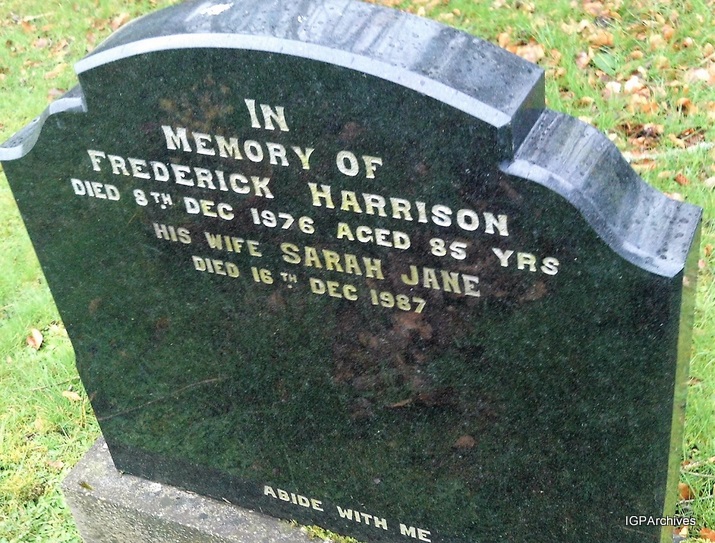 IN
MEMORY OF
FREDERICK HARRISON
DIED 8TH DEC 1976 AGED 85 YRS
HIS WIFE SARAH JANE
DIED 16TH DEC 1987
ABIDE WITH ME
IGPArchives